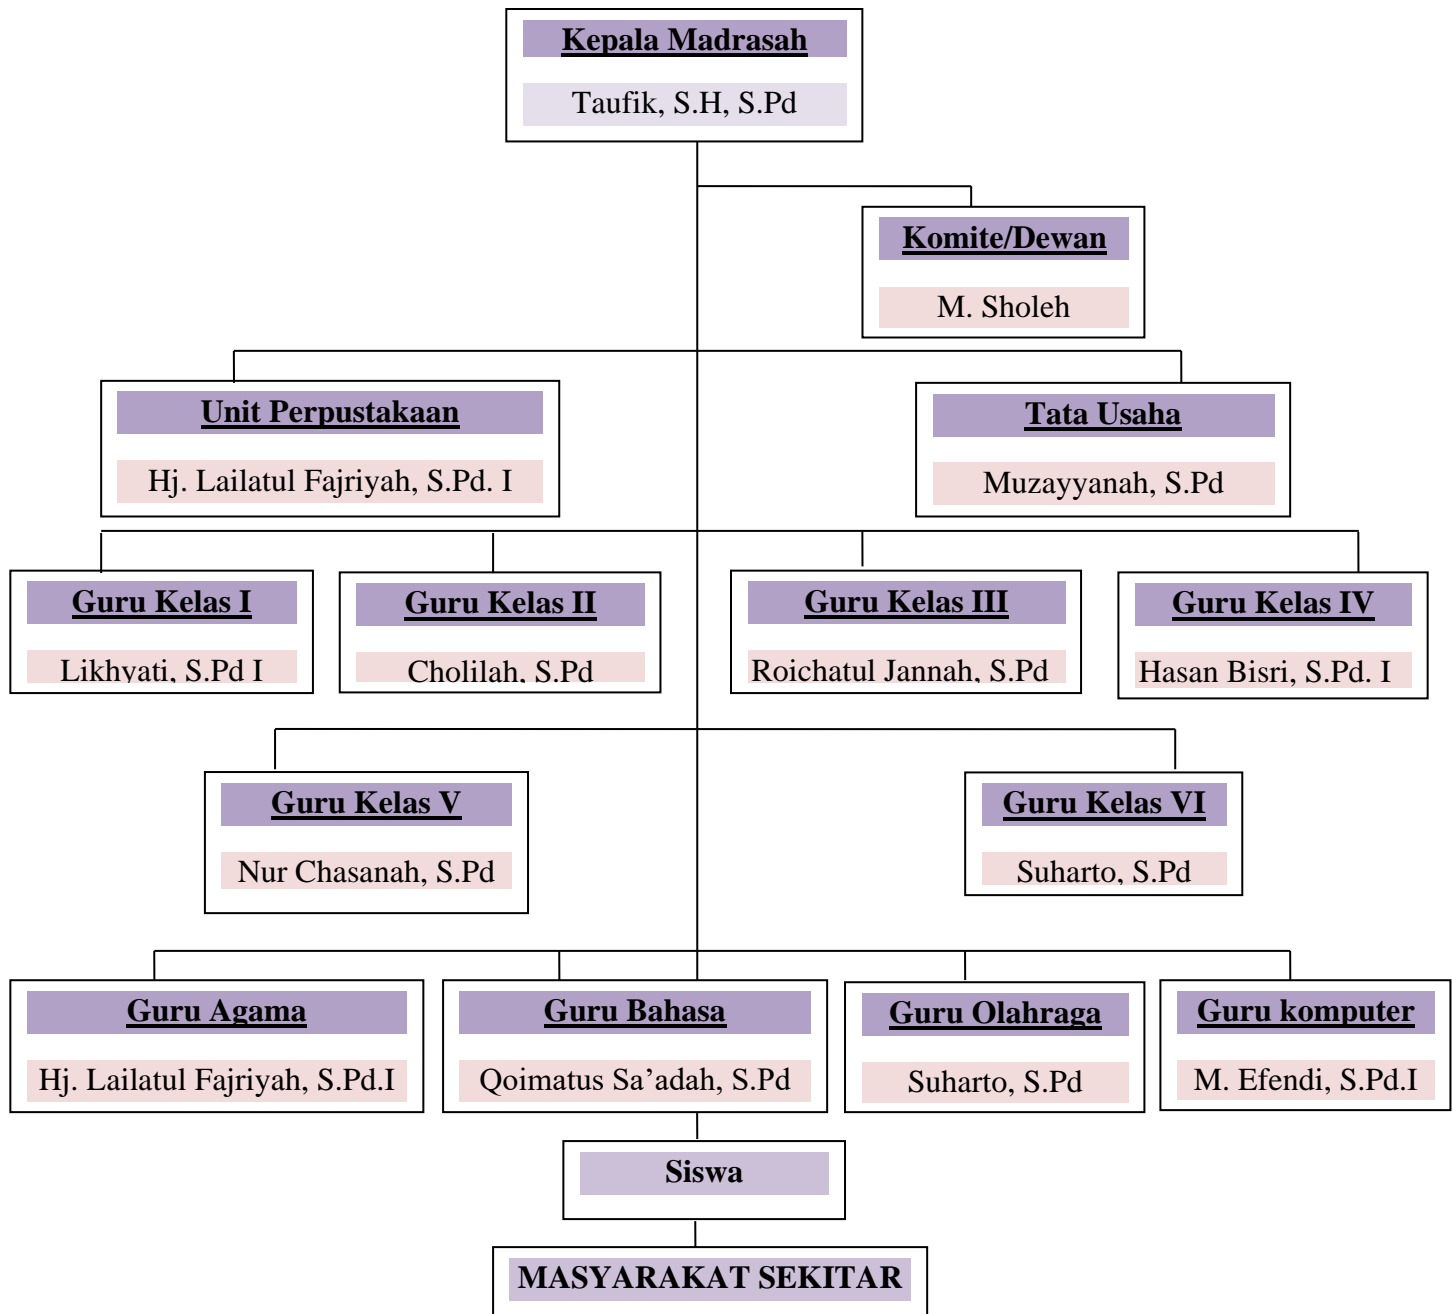 Kepala Madrasah
Taufik, S.H, S.Pd
Komite/Dewan
M. Sholeh
Unit Perpustakaan
Hj. Lailatul Fajriyah, S.Pd. I
Tata Usaha
Muzayyanah, S.Pd
Guru Kelas I
Likhyati, S.Pd I
Guru Kelas II
Cholilah, S.Pd
Guru Kelas III
Roichatul Jannah, S.Pd
Guru Kelas IV
Hasan Bisri, S.Pd. I
Guru Kelas V
Nur Chasanah, S.Pd
Guru Kelas VI
Suharto, S.Pd
Guru Agama
Hj. Lailatul Fajriyah, S.Pd.I
Guru Bahasa
Qoimatus Sa’adah, S.Pd
Guru Olahraga
Suharto, S.Pd
Guru komputer
M. Efendi, S.Pd.I
Siswa
MASYARAKAT SEKITAR